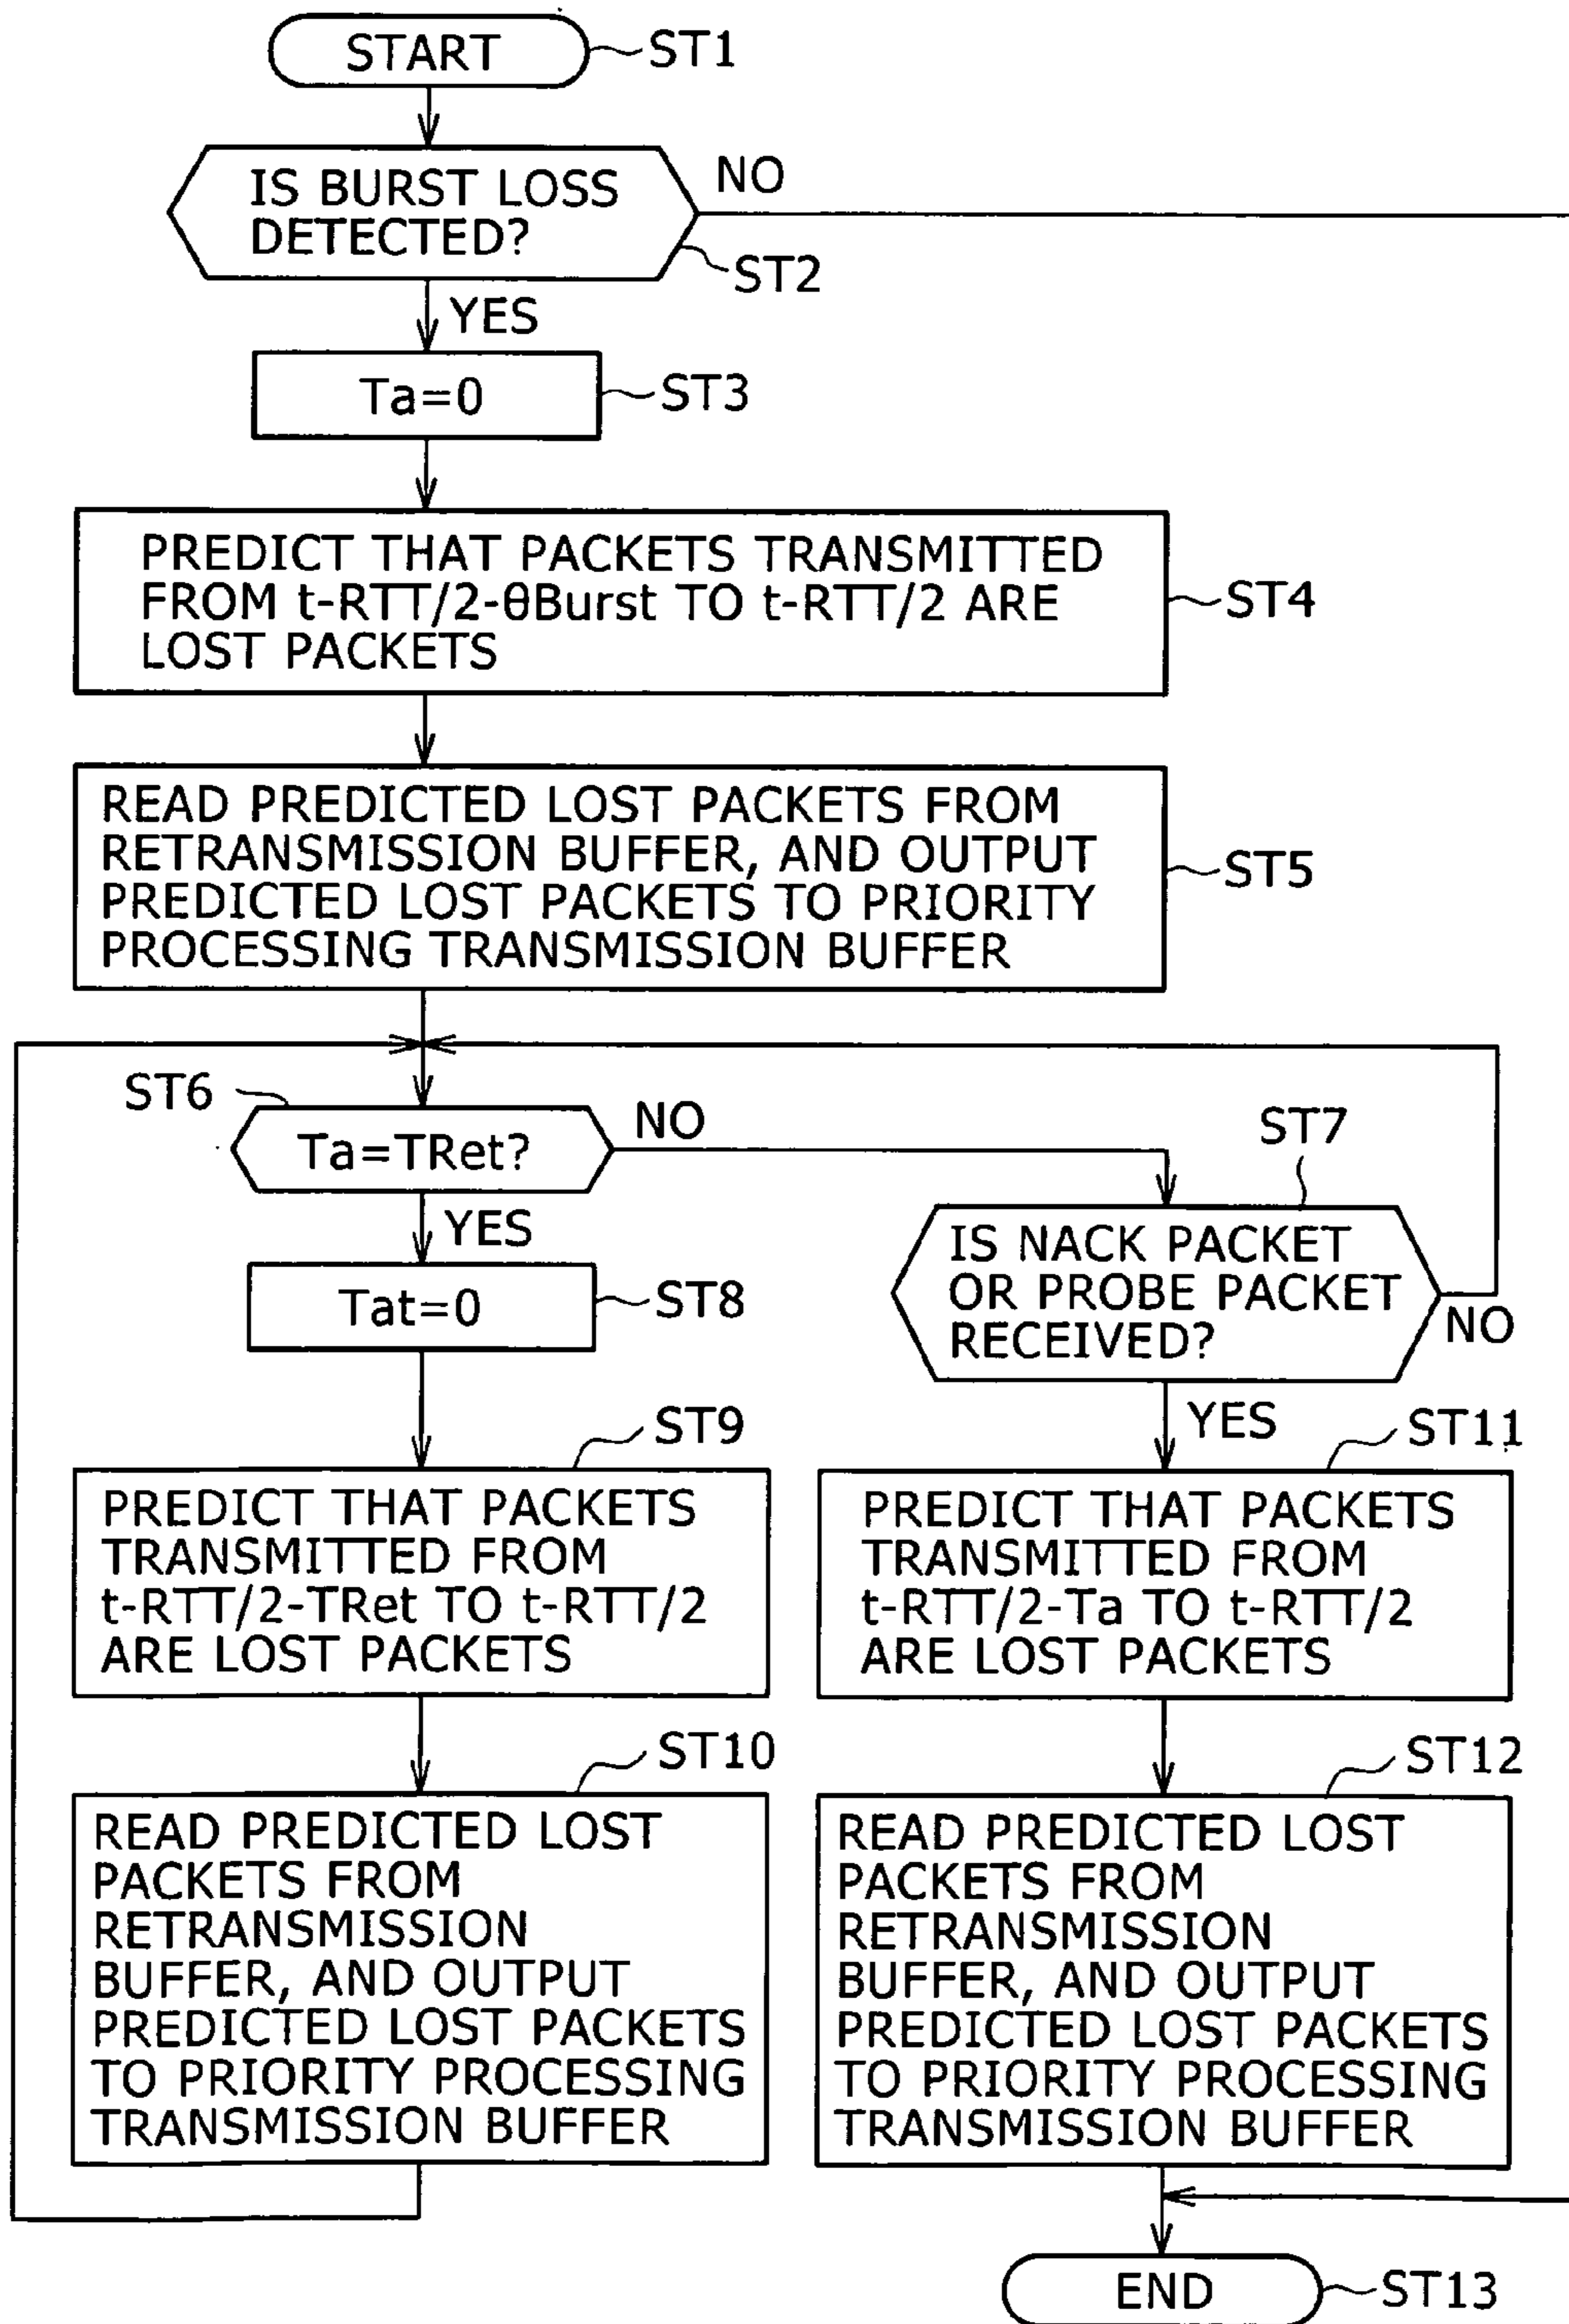 START
ST1
IS BURST LOSS
DETECTED?
NO
ST2
YES
Ta=0
ST3
PREDICT THAT PACKETS TRANSMITTED
FROM t-RTT/2-θBurst TO t-RTT/2 ARE
LOST PACKETS
ST4
READ PREDICTED LOST PACKETS FROM
RETRANSMISSION BUFFER, AND OUTPUT
PREDICTED LOST PACKETS TO PRIORITY
PROCESSING TRANSMISSION BUFFER
ST5
ST6
Ta=TRet?
NO
ST7
IS NACK PACKET
OR PROBE PACKET
RECEIVED?
NO
YES
Tat=0
ST8
YES
ST9
PREDICT THAT PACKETS
TRANSMITTED FROM
t-RTT/2-TRet TO t-RTT/2
ARE LOST PACKETS
ST11
PREDICT THAT PACKETS
TRANSMITTED FROM
t-RTT/2-Ta TO t-RTT/2
ARE LOST PACKETS
ST10
READ PREDICTED LOST
PACKETS FROM
RETRANSMISSION
BUFFER, AND OUTPUT
PREDICTED LOST PACKETS
TO PRIORITY PROCESSING
TRANSMISSION BUFFER
ST12
READ PREDICTED LOST
PACKETS FROM
RETRANSMISSION
BUFFER, AND OUTPUT
PREDICTED LOST PACKETS
TO PRIORITY PROCESSING
TRANSMISSION BUFFER
END
ST13